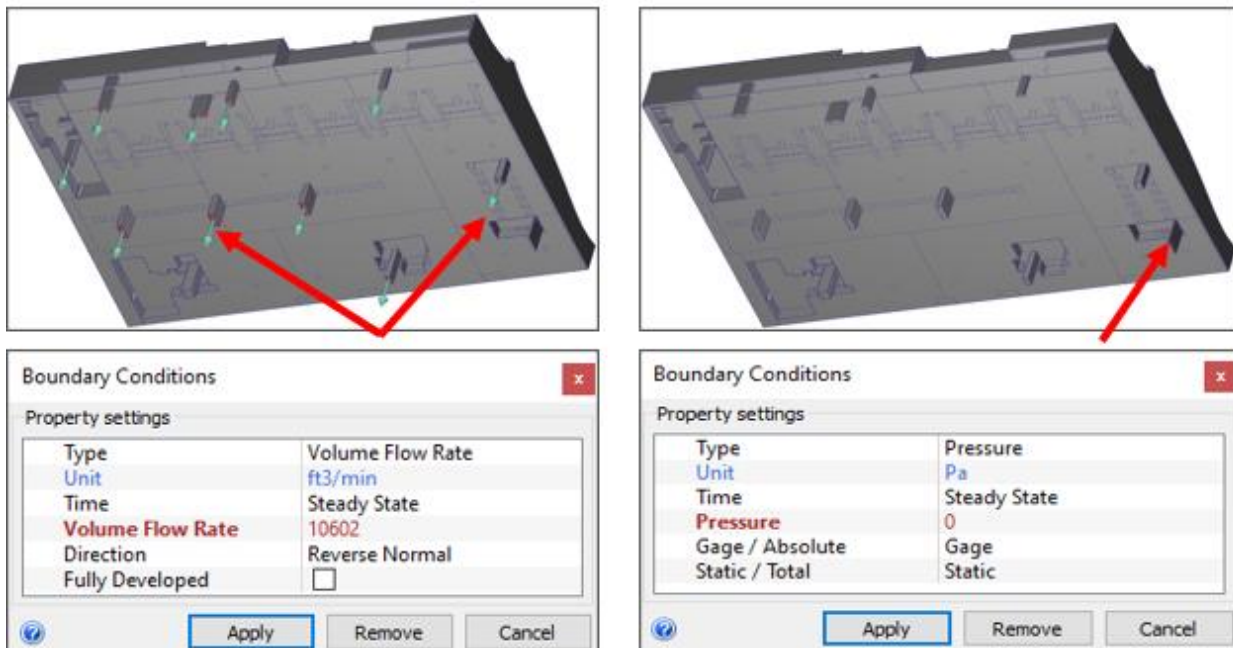 Boundary Conditions
x
Property settings
Type Volume Flow Rate
Unit ft3/min
Time Steady State
Volume Flow Rate 10602
Direction Reverse Normal
Fully Developed
? Apply Remove Cancel
Boundary Conditions
x
Property settings
Type Pressure
Unit Pa
Time Steady State
Pressure 0
Gage / Absolute Gage
Static / Total Static
? Apply Remove Cancel